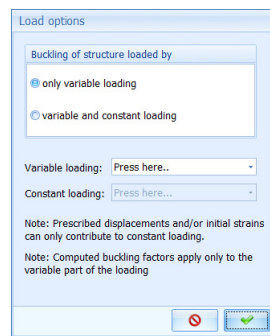 Load options
Buckling of structure loaded by
only variable loading
variable and constant loading
Variable loading: Press here..
Constant loading: Press here...
Note: Prescribed displacements and/or initial strains
can only contribute to constant loading.
Note: Computed buckling factors apply only to the
variable part of the loading